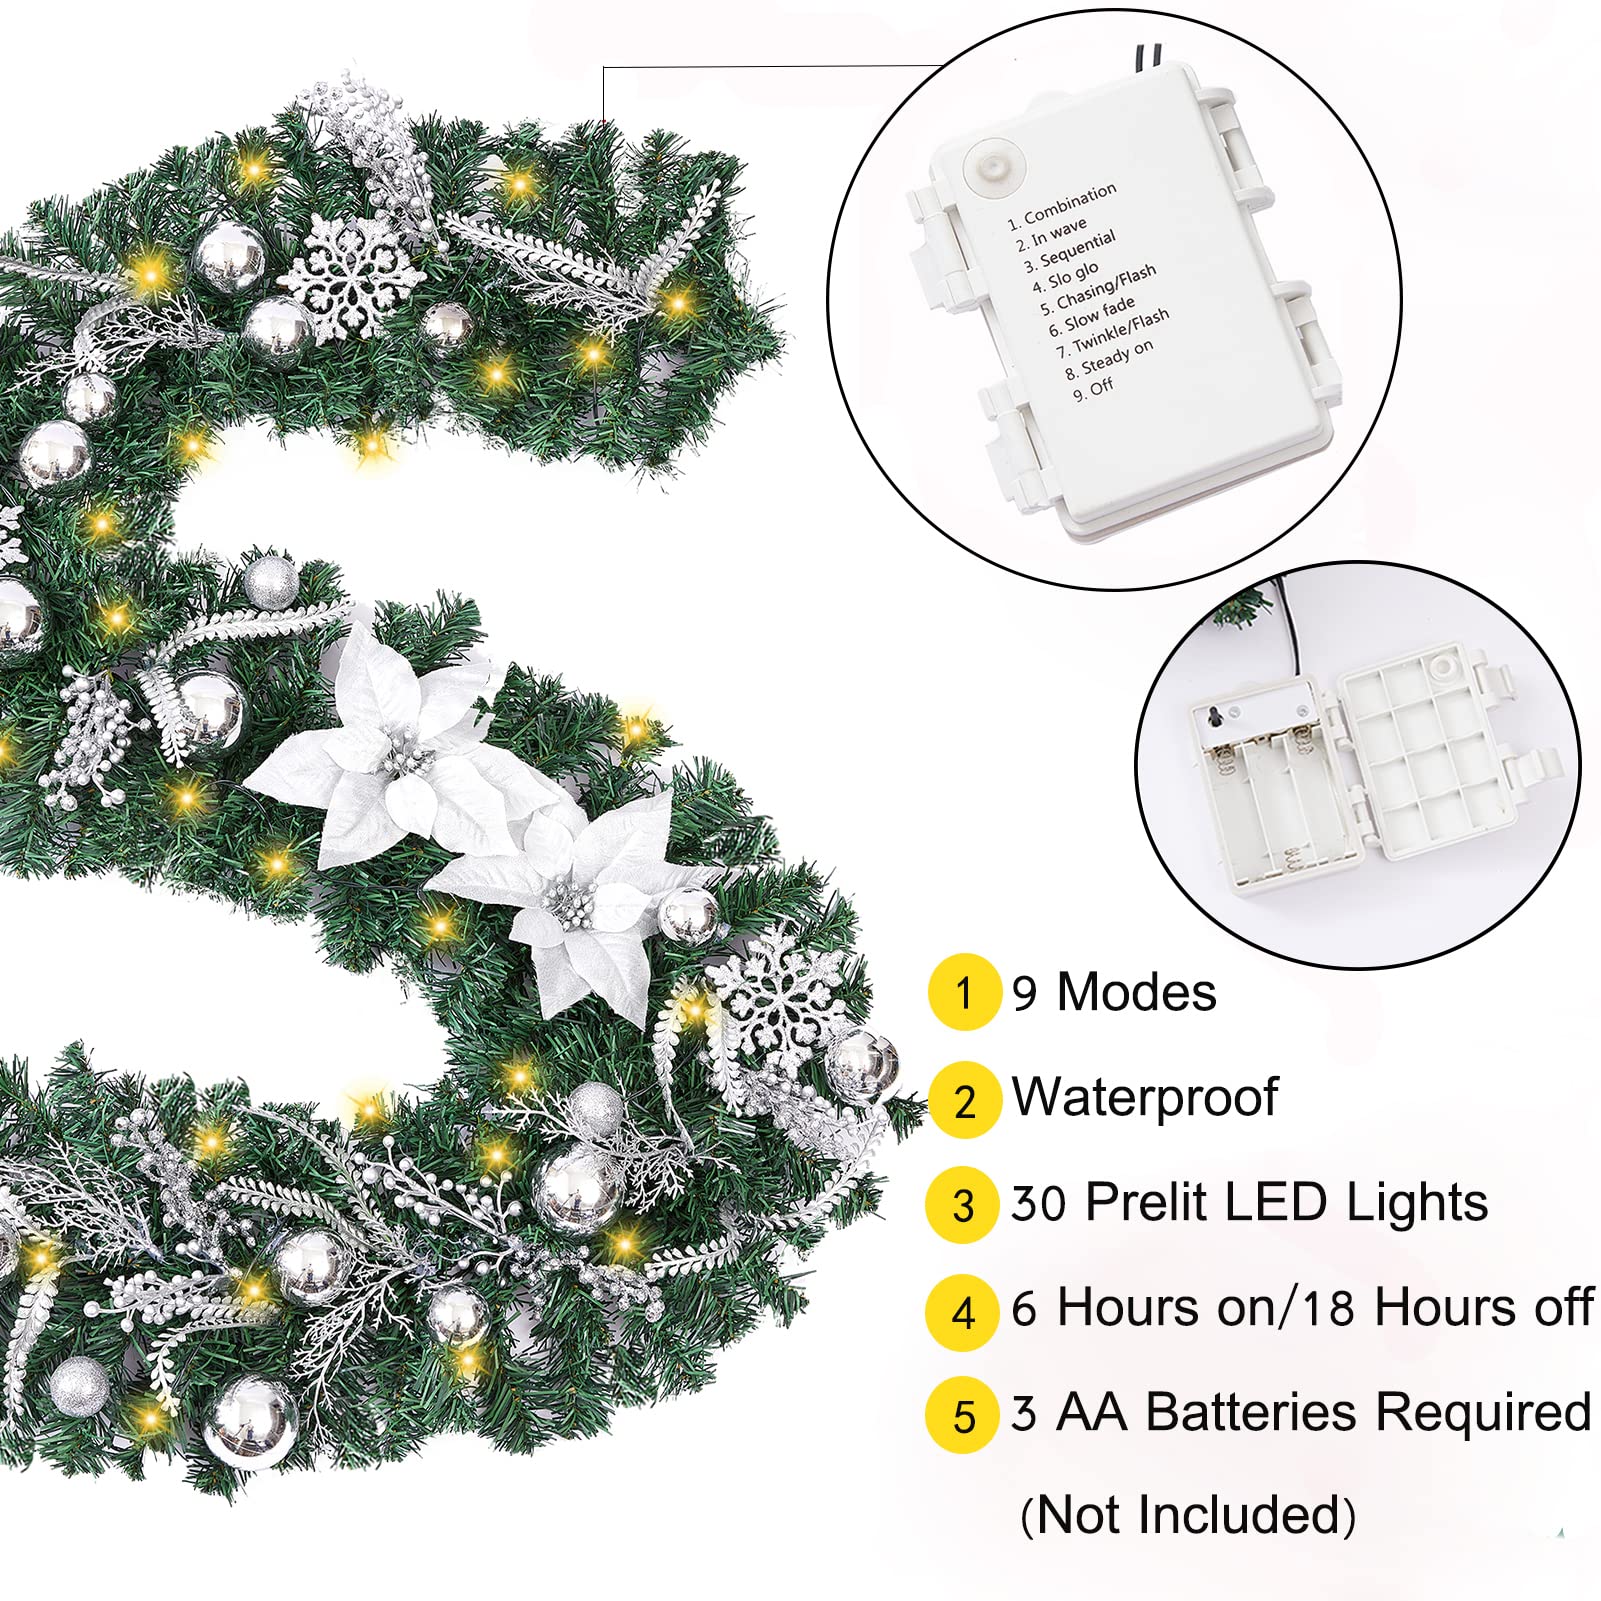 1. Combination
2. In wave
3. Sequential
4. Slo glo
5. Chasing/Flash
6. Slow fade
7. Twinkle/Flash
8. Steady on
9. Off
1 9 Modes
2 Waterproof
3 30 Prelit LED Lights
4 6 Hours on/18 Hours off
5 3 AA Batteries Required
(Not Included)